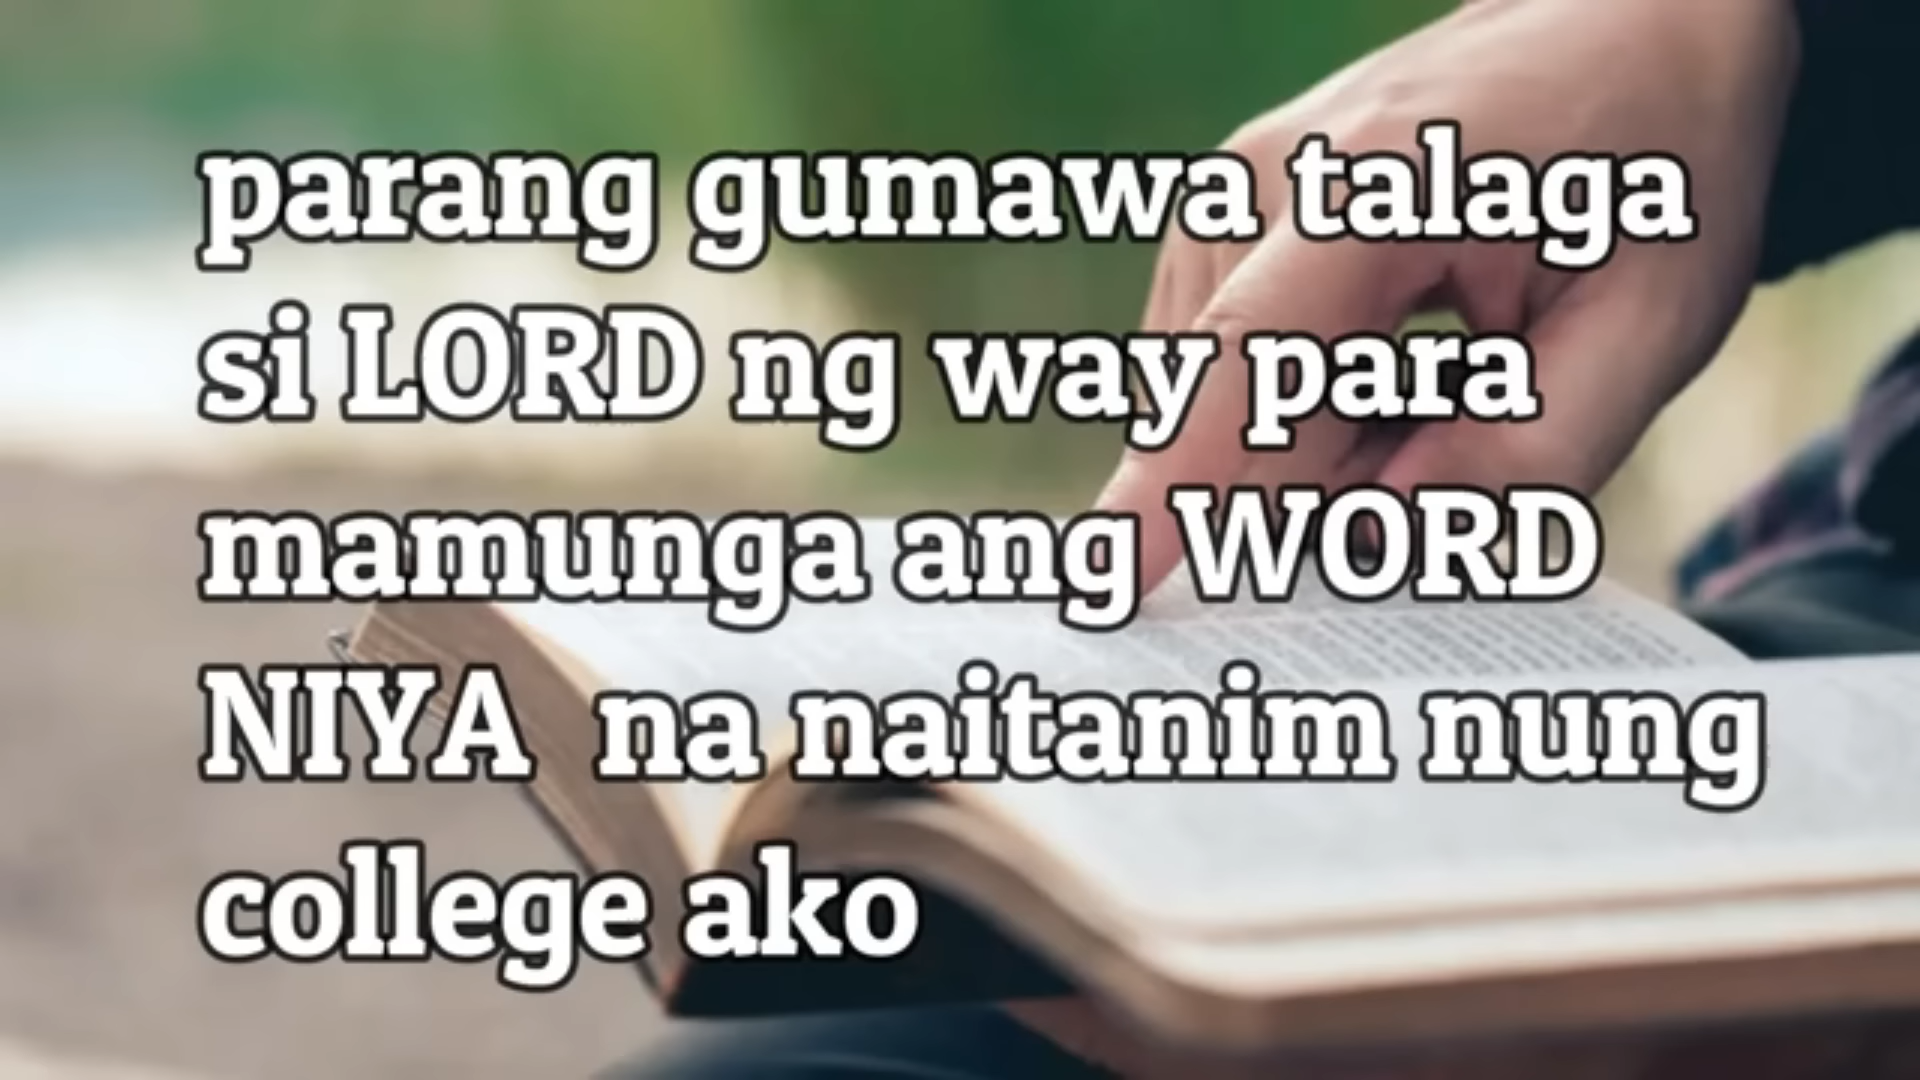 parang gumawa talaga
si LORD ng way para
mamunga ang WORD
NIYA na naitanim nung
college ako